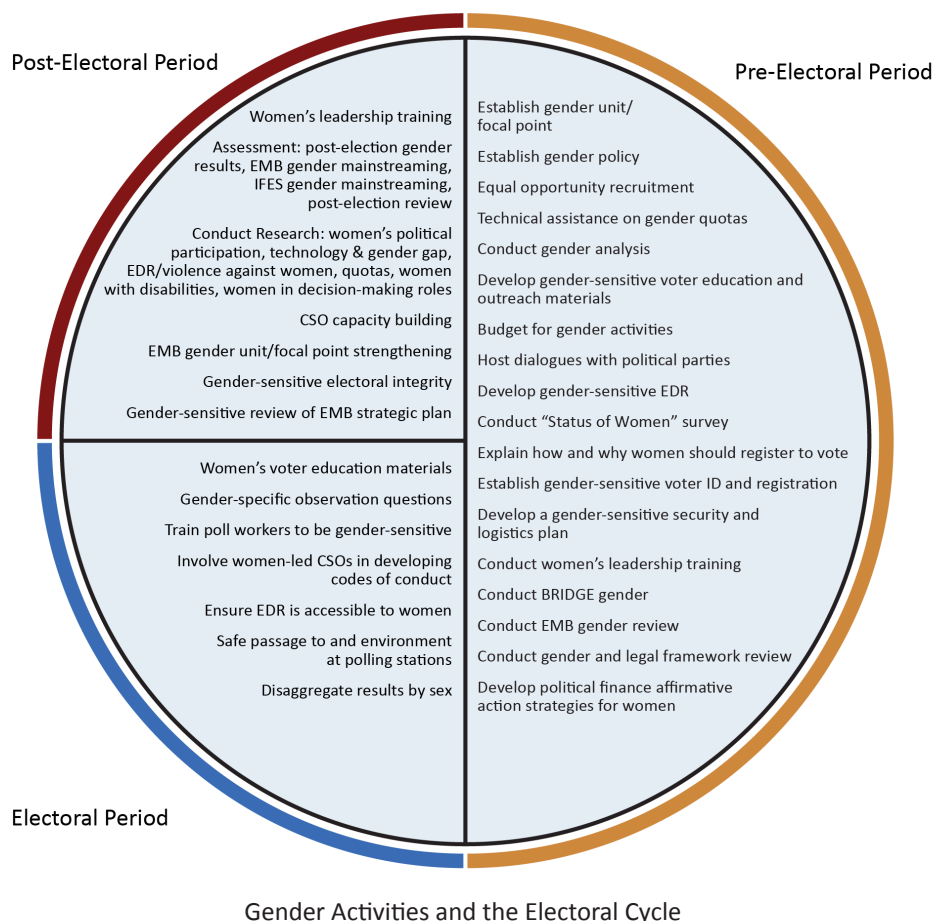 Post-Electoral Period
Women’s leadership training
Assessment: post-election gender
results, EMB gender mainstreaming,
IFES gender mainstreaming,
post-election review
Conduct Research: women’s political
participation, technology & gender gap,
EDR/violence against women, quotas, women
with disabilities, women in decision-making roles
CSO capacity building
EMB gender unit/focal point strengthening
Gender-sensitive electoral integrity
Gender-sensitive review of EMB strategic plan
Pre-Electoral Period
Establish gender unit/
focal point
Establish gender policy
Equal opportunity recruitment
Technical assistance on gender quotas
Conduct gender analysis
Develop gender-sensitive voter education and
outreach materials
Budget for gender activities
Host dialogues with political parties
Develop gender-sensitive EDR
Conduct “Status of Women” survey
Explain how and why women should register to vote
Establish gender-sensitive voter ID and registration
Develop a gender-sensitive security and
logistics plan
Conduct women’s leadership training
Conduct BRIDGE gender
Conduct EMB gender review
Conduct gender and legal framework review
Develop political finance affirmative
action strategies for women
Women’s voter education materials
Gender-specific observation questions
Train poll workers to be gender-sensitive
Involve women-led CSOs in developing
codes of conduct
Ensure EDR is accessible to women
Safe passage to and environment
at polling stations
Disaggregate results by sex
Electoral Period
Gender Activities and the Electoral Cycle